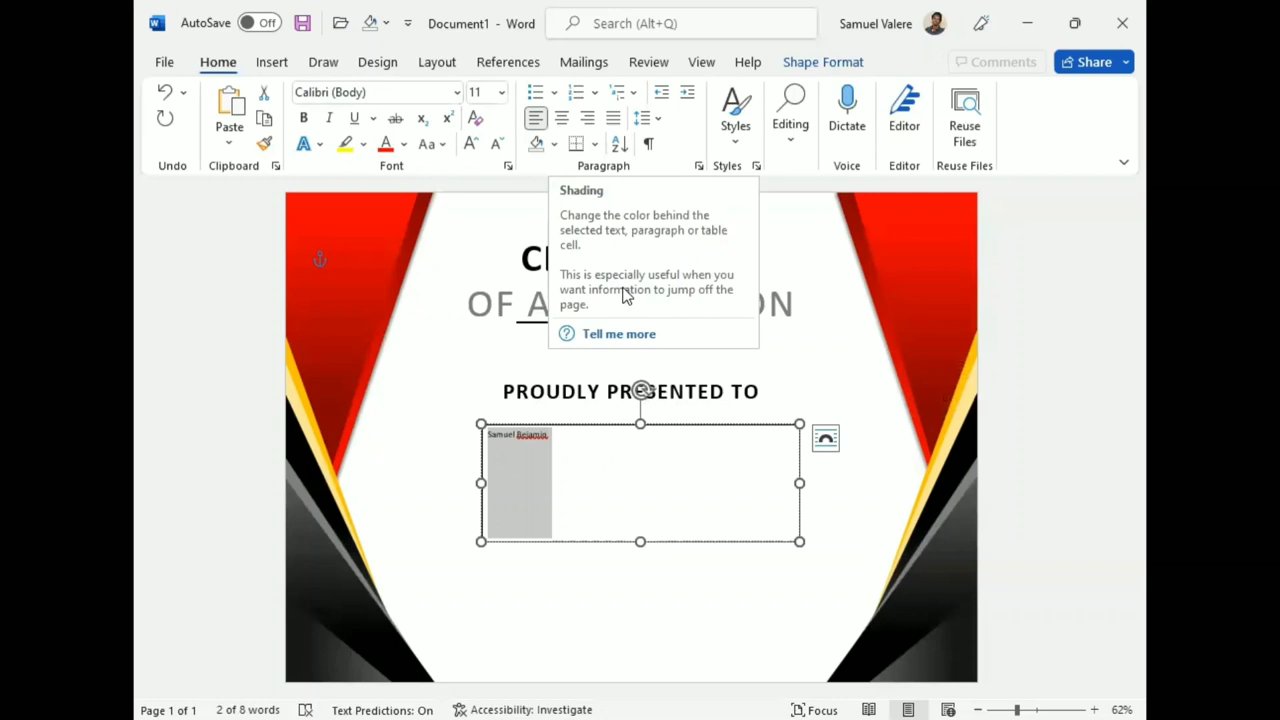 AutoSave Off Document1 - Word Search (Alt+Q) Samuel Valere
File Home Insert Draw Design Layout References Mailings Review View Help Shape Format Comments Share
Calibri (Body) 11
Paste Styles Editing Dictate Editor Reuse Files
Undo Clipboard Font Paragraph Styles Voice Editor Reuse Files
Shading
Change the color behind the
selected text, paragraph or table
cell.
This is especially useful when you
want information to jump off the
page.
Tell me more
OF
PROUDLY PRESENTED TO
Samuel Bejamin
Page 1 of 1 2 of 8 words Text Predictions: On Accessibility: Investigate Focus 62%